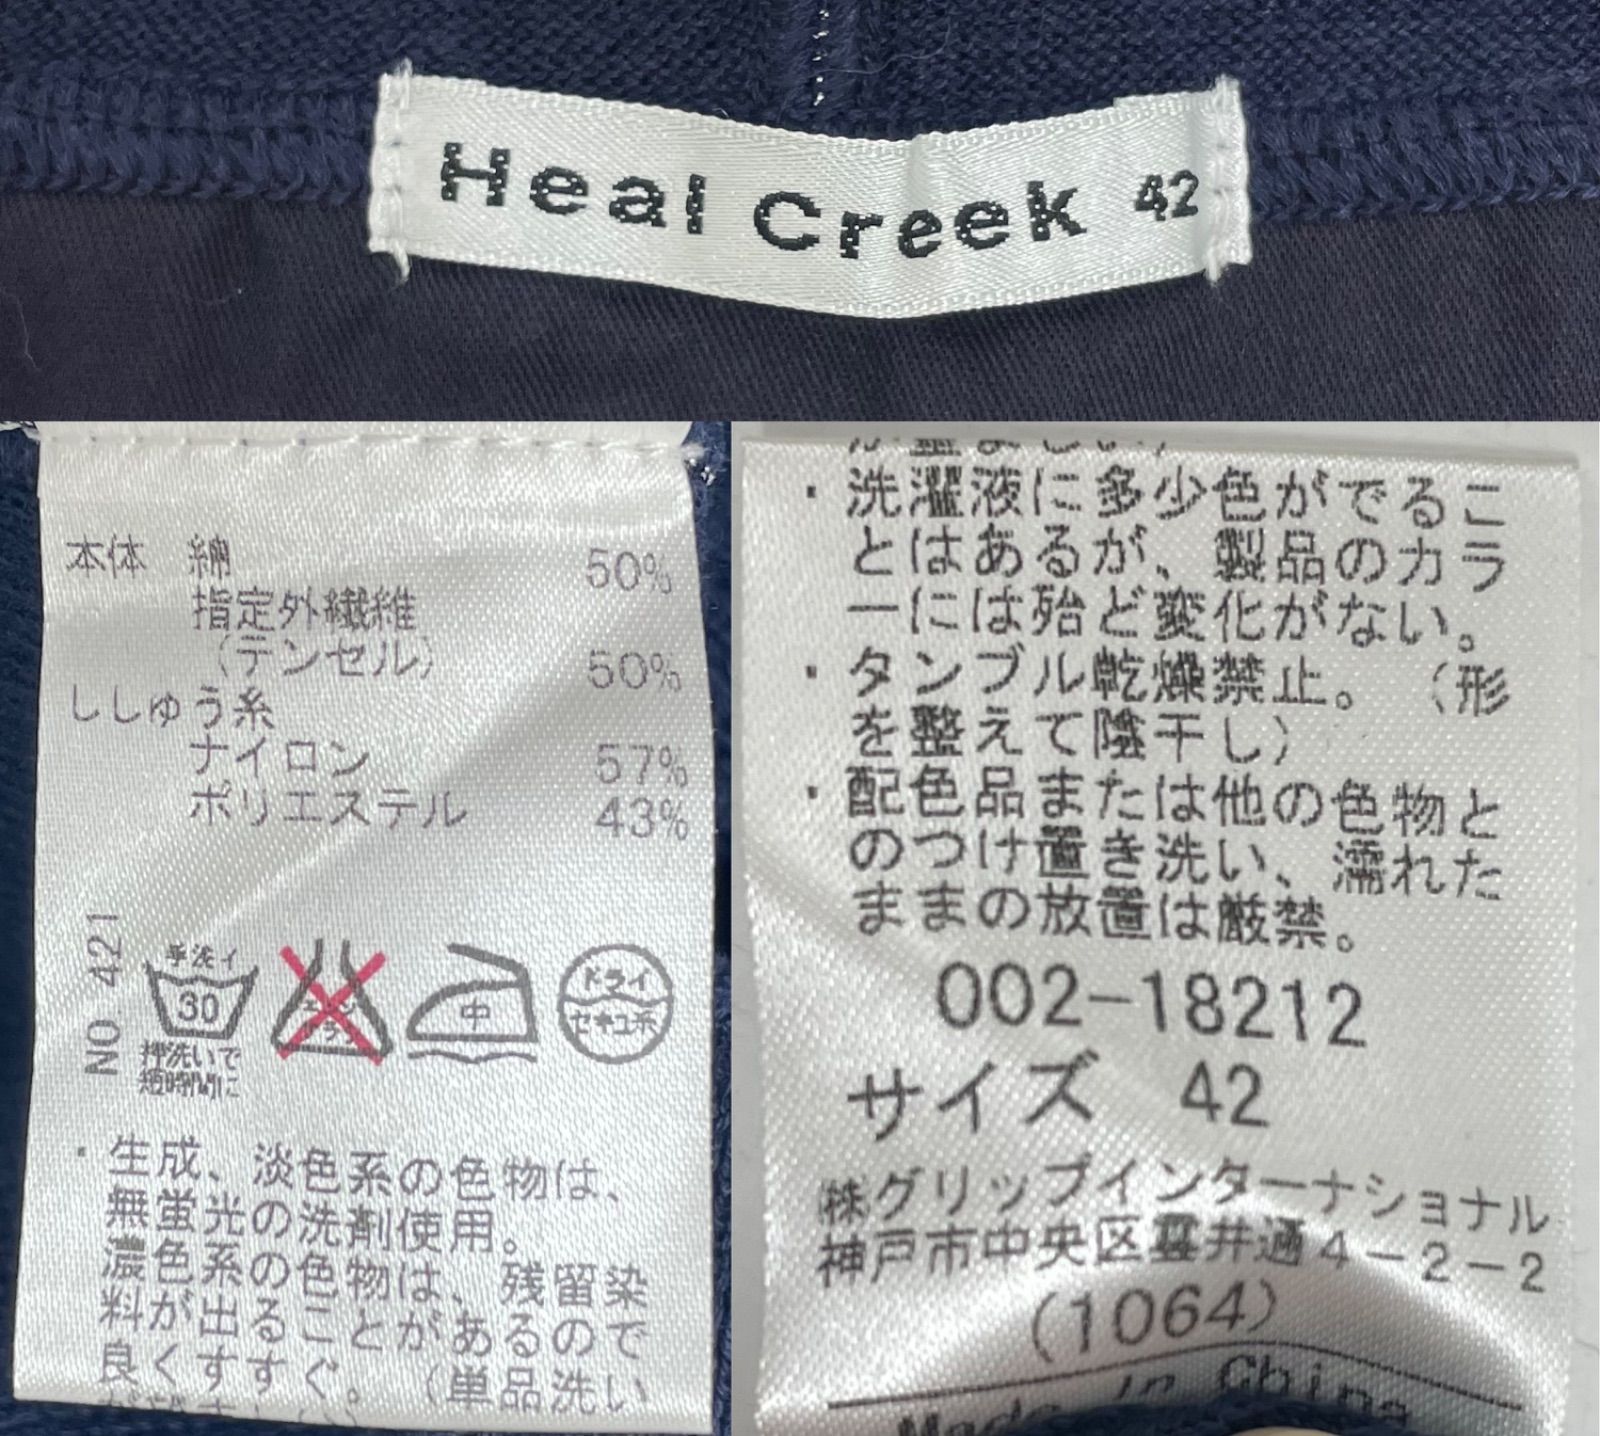 Heal Creek 42
本体 綿 50%
指定外繊維
(テンセル) 50%
ししゅう糸
ナイロン 57%
ポリエステル 43%
NO 421
手洗イ
30
押洗いで
短時間に
中
ドライ
セキユ系
・生成、淡色系の色物は、
無蛍光の洗剤使用。
濃色系の色物は、残留染
料が出ることがあるので
良くすすぐ。(単品洗い
・洗濯液に多少色がでるこ
とはあるが、製品のカラ
ーには殆ど変化がない。
・タンブル乾燥禁止。(形
を整えて陰干し)
・配色品または他の色物と
のつけ置き洗い、濡れた
ままの放置は厳禁。
002-18212
サイズ 42
㈱グリップインターナショナル
神戸市中央区雲井通4-2-2
(1064)
Made in China